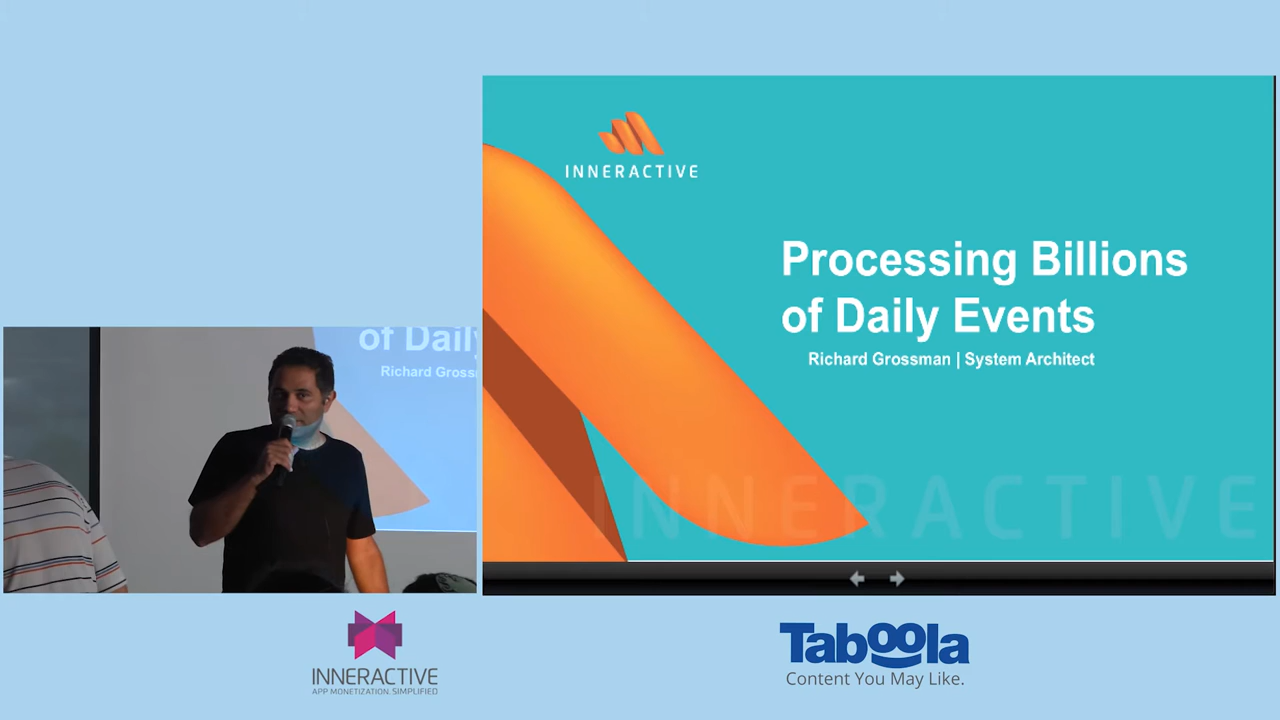 INNERACTIVE
Processing Billions
of Daily Events
Richard Grossman | System Architect
INNERACTIVE
of Daily
Richard Gross
INNERACTIVE
APP MONETIZATION. SIMPLIFIED
Taboola
Content You May Like.